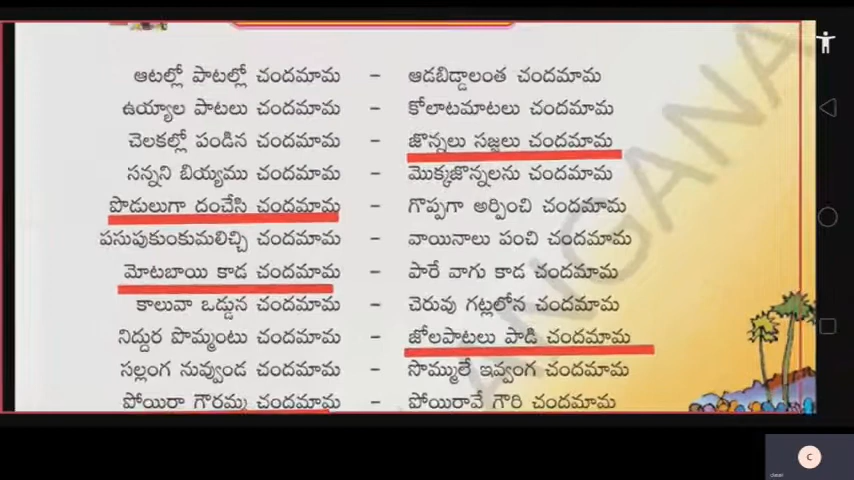 ఆటల్లో పాటల్లో చందమామ – ఆడబిడ్డాలంత చందమామ
ఉయ్యాల పాటలు చందమామ – కోలాటమాటలు చందమామ
చెలకల్లో పండిన చందమామ – జొన్నలు సజ్జలు చందమామ
సన్నని బియ్యము చందమామ – మొక్కజొన్నలను చందమామ
పొడులుగా దంచేసి చందమామ – గొప్పగా అర్పించి చందమామ
పసుపుకుంకుమలిచ్చి చందమామ – వాయినాలు పంచి చందమామ
మోటబాయి కాడ చందమామ – పారే వాగు కాడ చందమామ
కాలువా ఒడ్డున చందమామ – చెరువు గట్లలోన చందమామ
నిద్దుర పొమ్మంటు చందమామ – జోలపాటలు పాడి చందమామ
సల్లంగ నువ్వుండ చందమామ – సొమ్ములే ఇవ్వంగ చందమామ
పోయిరా గౌరమ్మ చందమామ – పోయిరావే గౌరి చందమామ
C